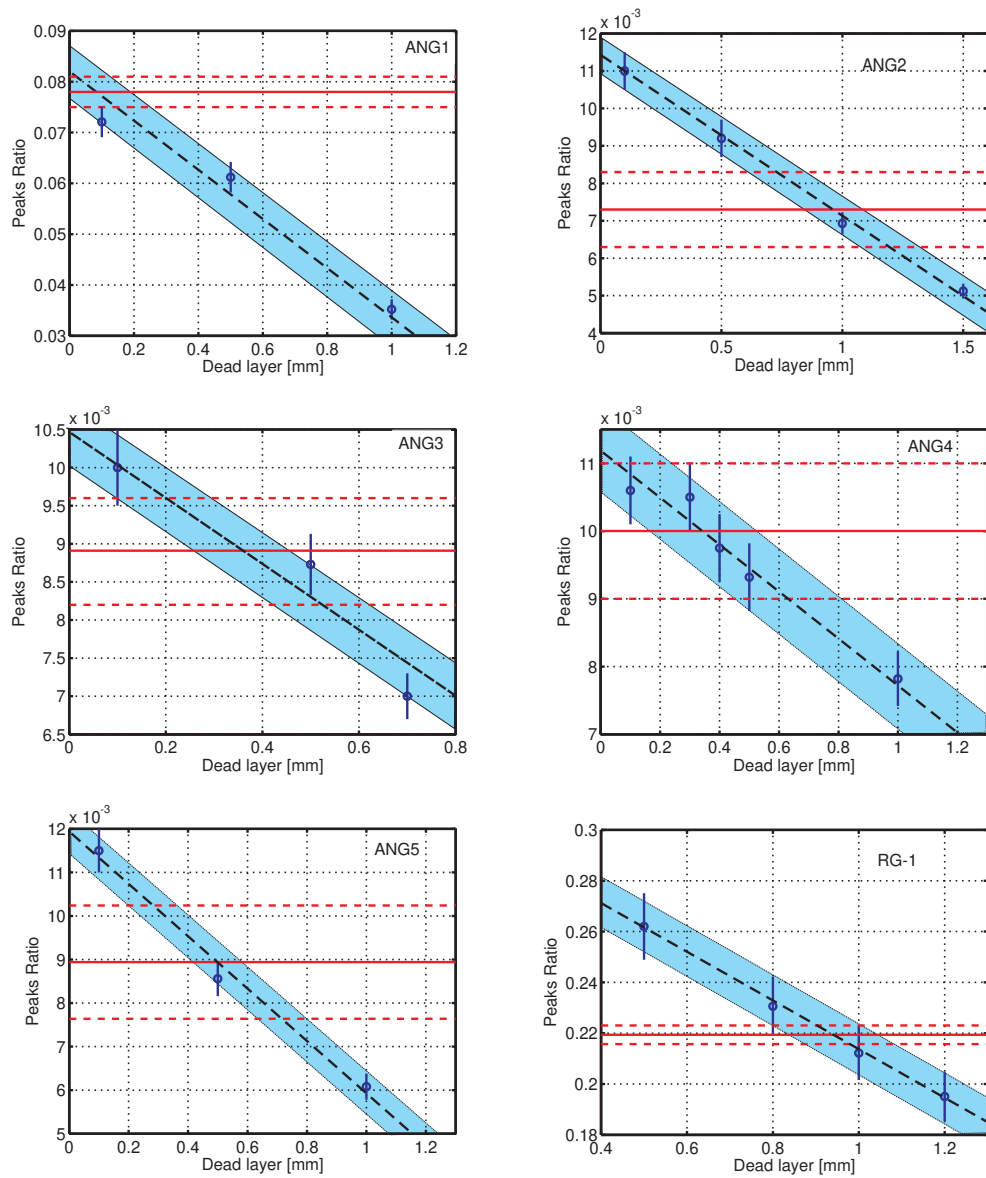 ANG1
0.09
0.08
0.07
0.06
0.05
0.04
0.03
Peaks Ratio
0 0.2 0.4 0.6 0.8 1 1.2
Dead layer [mm]
x 10⁻³
ANG2
12
11
10
9
8
7
6
5
4
Peaks Ratio
0 0.5 1 1.5
Dead layer [mm]
x 10⁻³
ANG3
10.5
10
9.5
9
8.5
8
7.5
7
6.5
Peaks Ratio
0 0.2 0.4 0.6 0.8
Dead layer [mm]
x 10⁻³
ANG4
11
10
9
8
7
Peaks Ratio
0 0.2 0.4 0.6 0.8 1 1.2
Dead layer [mm]
x 10⁻³
ANG5
12
11
10
9
8
7
6
5
Peaks Ratio
0 0.2 0.4 0.6 0.8 1 1.2
Dead layer [mm]
RG-1
0.3
0.28
0.26
0.24
0.22
0.2
0.18
Peaks Ratio
0.4 0.6 0.8 1 1.2
Dead layer [mm]